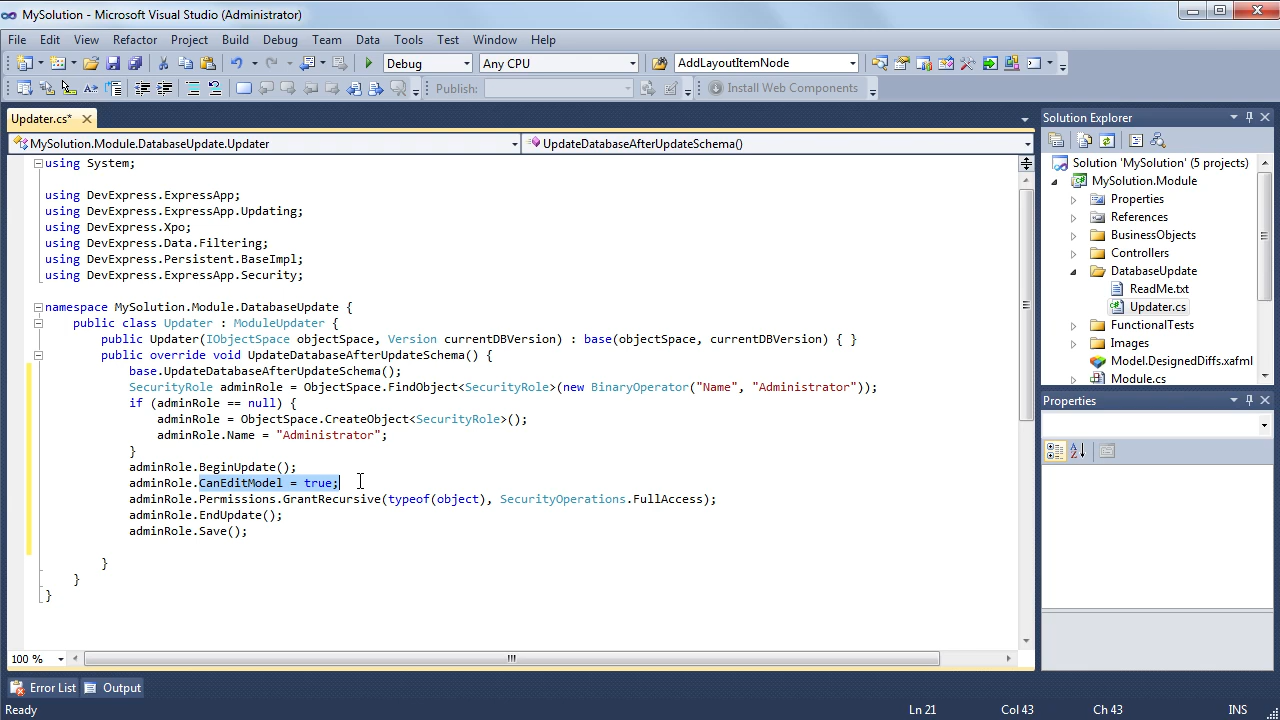 MySolution - Microsoft Visual Studio (Administrator)
File Edit View Refactor Project Build Debug Team Data Tools Test Window Help
Debug Any CPU AddLayoutItemNode
Publish: Install Web Components
Updater.cs*
MySolution.Module.DatabaseUpdate.Updater UpdateDatabaseAfterUpdateSchema()
using System;
using DevExpress.ExpressApp;
using DevExpress.ExpressApp.Updating;
using DevExpress.Xpo;
using DevExpress.Data.Filtering;
using DevExpress.Persistent.BaseImpl;
using DevExpress.ExpressApp.Security;
namespace MySolution.Module.DatabaseUpdate {
public class Updater : ModuleUpdater {
public Updater(IObjectSpace objectSpace, Version currentDBVersion) : base(objectSpace, currentDBVersion) { }
public override void UpdateDatabaseAfterUpdateSchema() {
base.UpdateDatabaseAfterUpdateSchema();
SecurityRole adminRole = ObjectSpace.FindObject<SecurityRole>(new BinaryOperator("Name", "Administrator"));
if (adminRole == null) {
adminRole = ObjectSpace.CreateObject<SecurityRole>();
adminRole.Name = "Administrator";
}
adminRole.BeginUpdate();
adminRole.CanEditModel = true;
adminRole.Permissions.GrantRecursive(typeof(object), SecurityOperations.FullAccess);
adminRole.EndUpdate();
adminRole.Save();
}
}
}
100 %
Solution Explorer
Solution 'MySolution' (5 projects)
MySolution.Module
Properties
References
BusinessObjects
Controllers
DatabaseUpdate
ReadMe.txt
Updater.cs
FunctionalTests
Images
Model.DesignedDiffs.xafml
Module.cs
Properties
Error List Output
Ready Ln 21 Col 43 Ch 43 INS